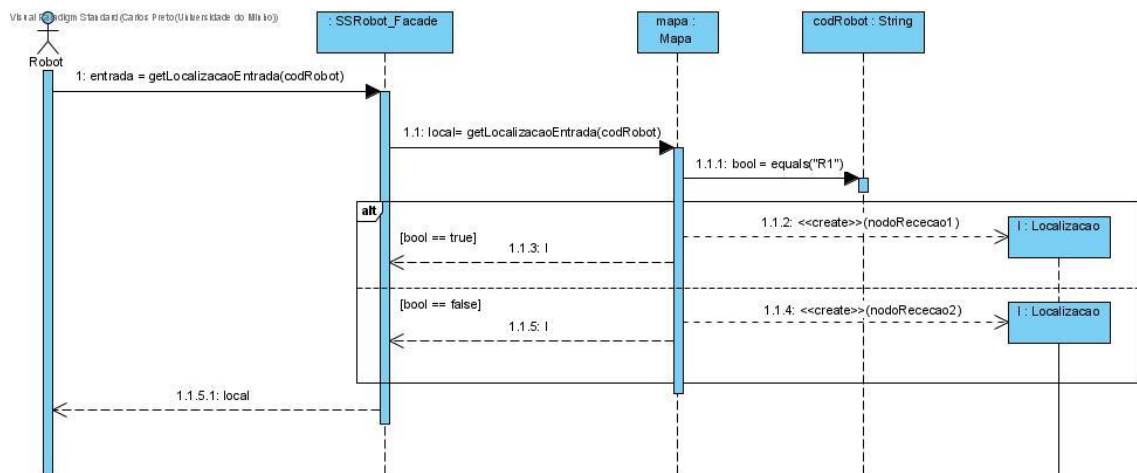 Visual Paradigm Standard (Carlos Preto(Universidade do Minho))
Robot
: SSRobot_Facade
mapa :
Mapa
codRobot : String
1: entrada = getLocalizacaoEntrada(codRobot)
1.1: local= getLocalizacaoEntrada(codRobot)
1.1.1: bool = equals("R1")
alt
1.1.2: <<create>>(nodoRececao1)
l : Localizacao
[bool == true]
1.1.3: l
[bool == false]
1.1.4: <<create>>(nodoRececao2)
l : Localizacao
1.1.5: l
1.1.5.1: local